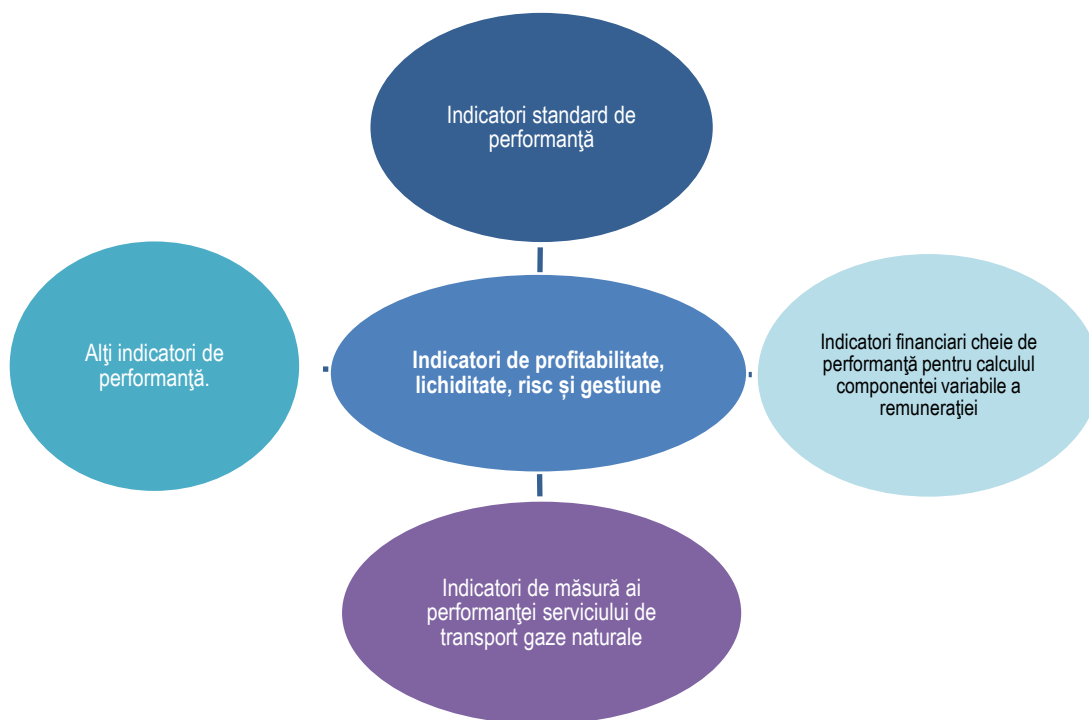 Indicatori standard de
performanţă
Alţi indicatori de
performanţă.
Indicatori de profitabilitate,
lichiditate, risc și gestiune
Indicatori financiari cheie de
performanţă pentru calculul
componentei variabile a
remuneraţiei
Indicatori de măsură ai
performanţei serviciului de
transport gaze naturale